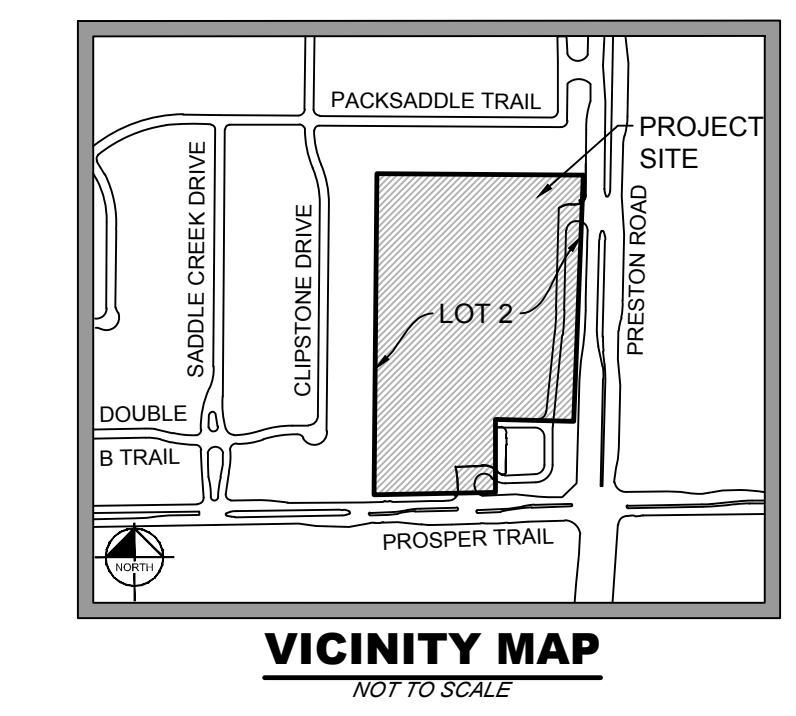 PACKSADDLE TRAIL
PROJECT
SITE
SADDLE CREEK DRIVE
CLIPSTONE DRIVE
PRESTON ROAD
LOT 2
DOUBLE
B TRAIL
PROSPER TRAIL
NORTH
VICINITY MAP
NOT TO SCALE